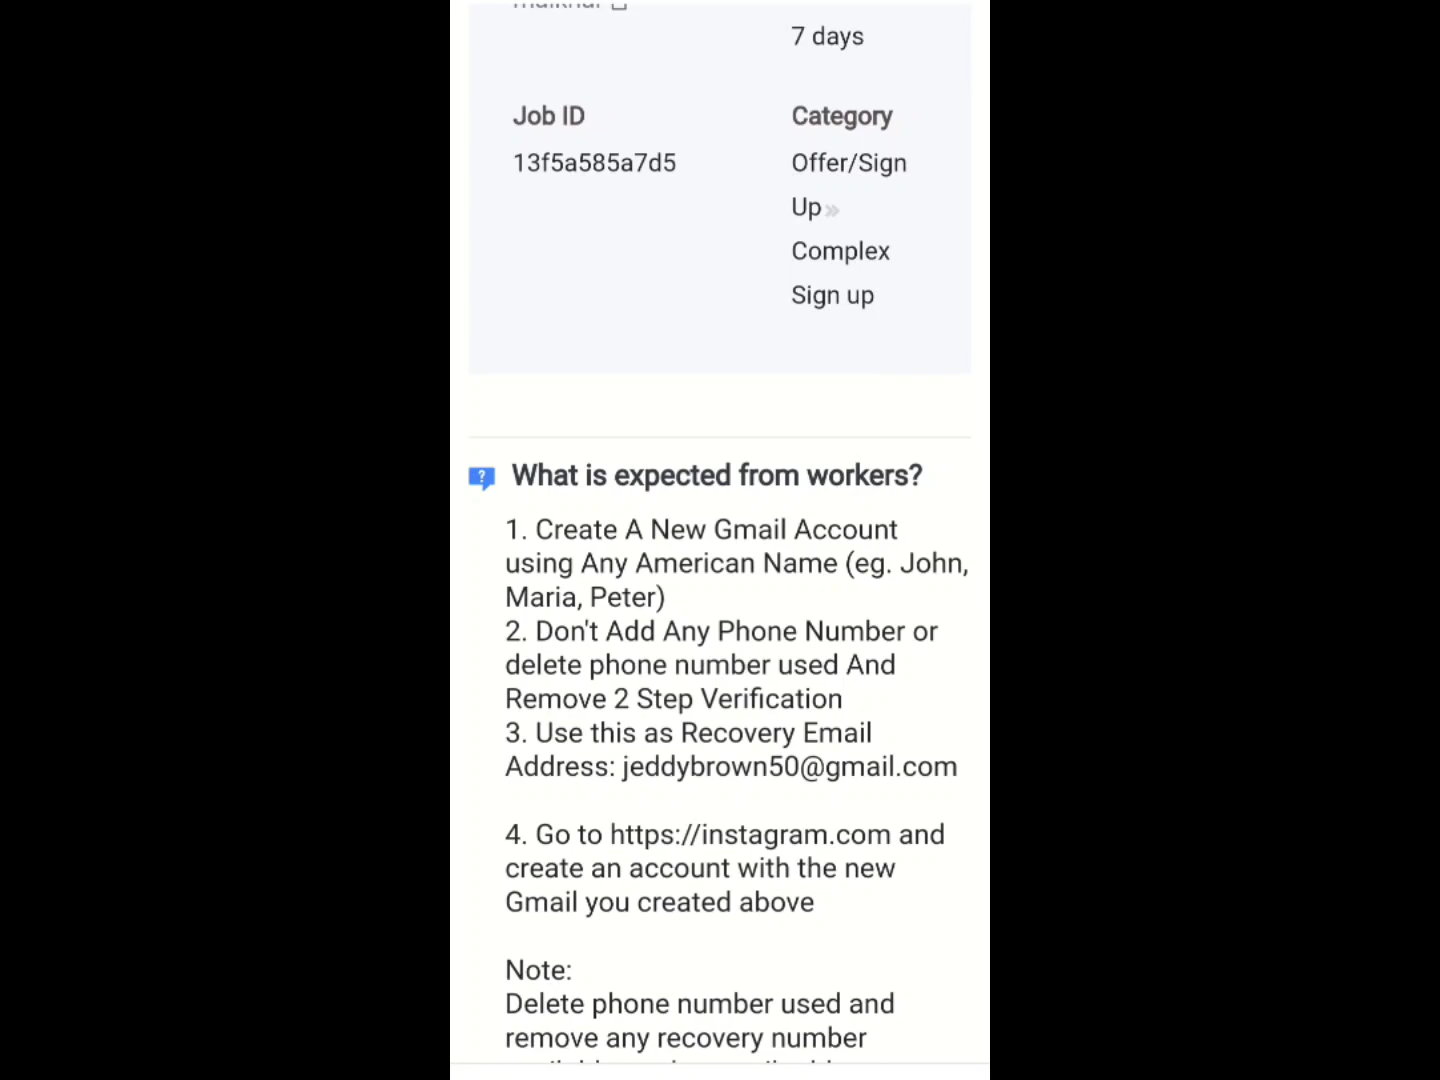 7 days
Job ID
Category
13f5a585a7d5
Offer/Sign
Up»
Complex
Sign up
What is expected from workers?
1. Create A New Gmail Account
using Any American Name (eg. John,
Maria, Peter)
2. Don't Add Any Phone Number or
delete phone number used And
Remove 2 Step Verification
3. Use this as Recovery Email
Address: jeddybrown50@gmail.com
4. Go to https://instagram.com and
create an account with the new
Gmail you created above
Note:
Delete phone number used and
remove any recovery number